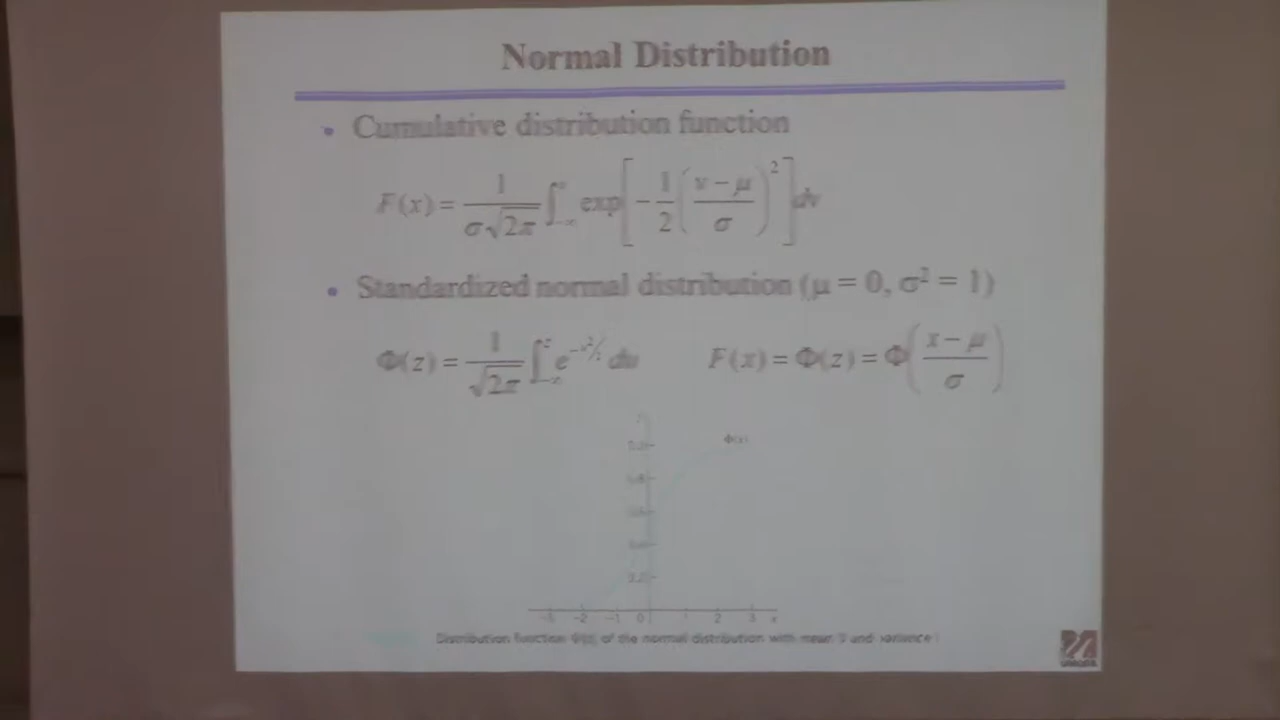 Normal Distribution
• Cumulative distribution function
F(x) = 1/(σ√2π) ∫_{-∞}^{x} exp[-1/2 ((v-μ)/σ)^2] dv
• Standardized normal distribution (μ = 0, σ² = 1)
Φ(z) = 1/√2π ∫_{-∞}^{z} e^{-u²/2} du F(x) = Φ(z) = Φ((x-μ)/σ)
Φ(x)
-3 -2 -1 0 2 3 x
Distribution function Φ(z) of the normal distribution with mean 0 and variance 1